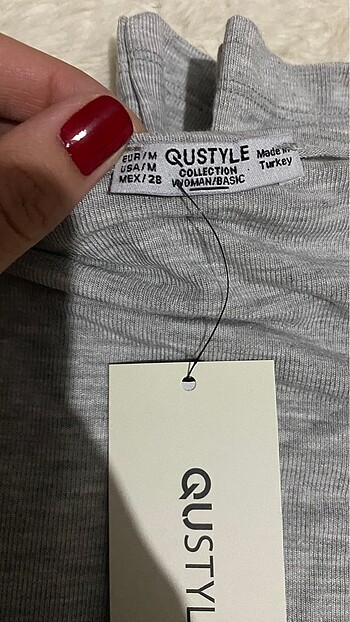 EUR/M
USA/M
MEX/28
QUSTYLE
COLLECTION
WOMAN/BASIC
Made in
Turkey
QUSTYL